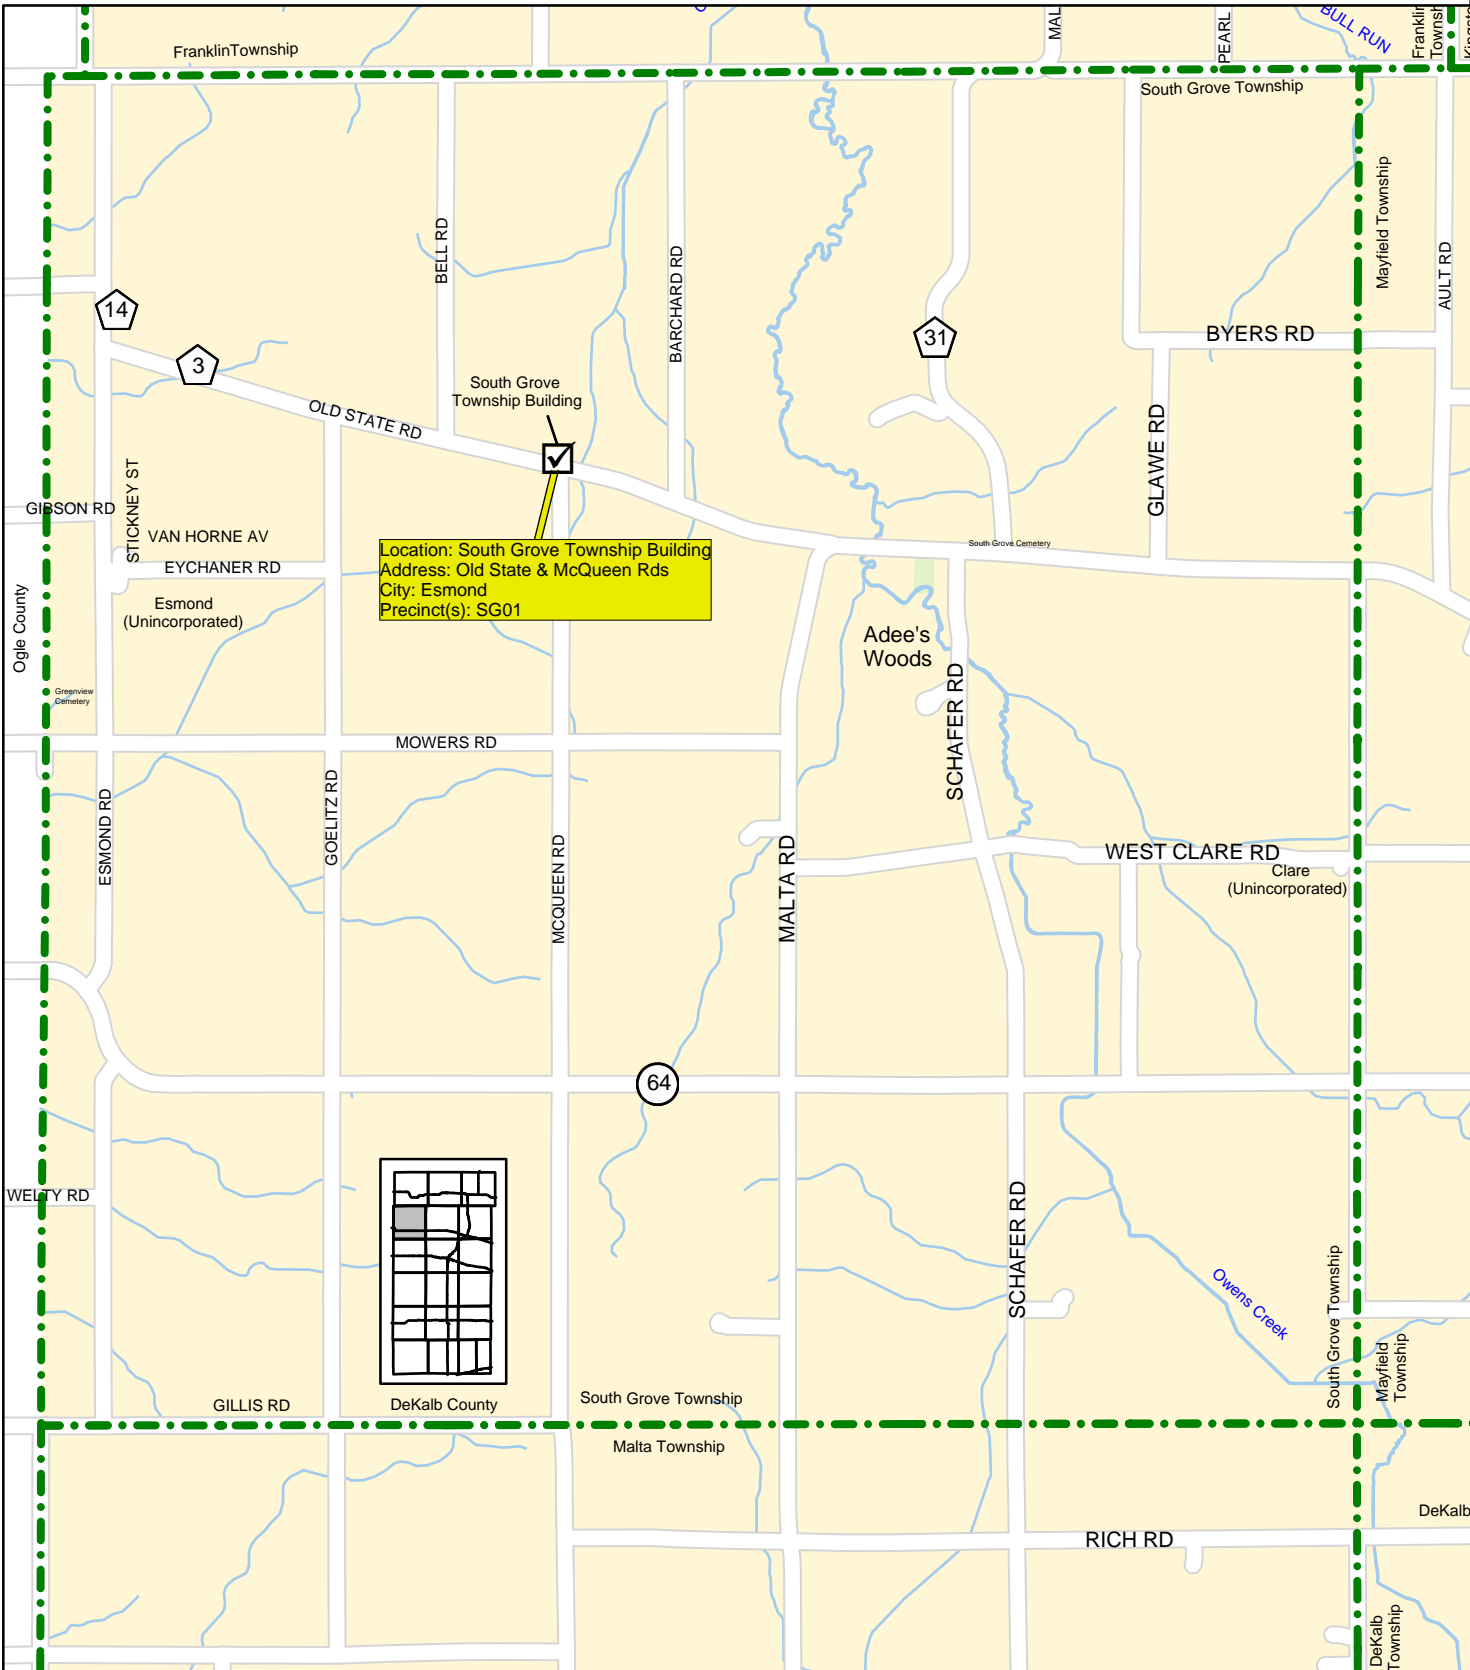 BULL RUN
Franklin
Townsh
MAL
PEARL
FranklinTownship
South Grove Township
Mayfield Township
AULT RD
BELL RD
BARCHARD RD
14
3
31
BYERS RD
South Grove
Township Building
OLD STATE RD
GLAWE RD
STICKNEY ST
GIBSON RD
VAN HORNE AV
EYCHANER RD
South Grove Cemetery
Location: South Grove Township Building
Address: Old State & McQueen Rds
City: Esmond
Precinct(s): SG01
Esmond
(Unincorporated)
Ogle County
Adee's
Woods
Greenview
Cemetery
SCHAFER RD
MOWERS RD
ESMOND RD
GOELITZ RD
MCQUEEN RD
MALTA RD
WEST CLARE RD
Clare
(Unincorporated)
64
WELTY RD
SCHAFER RD
Owens Creek
South Grove Township
Mayfield
Township
GILLIS RD
DeKalb County
South Grove Township
Malta Township
DeKalb
RICH RD
DeKalb
Township